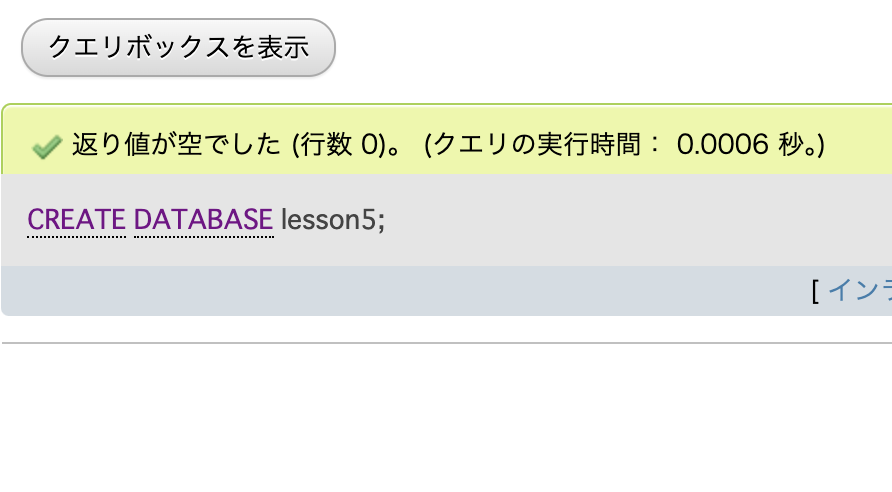 クエリボックスを表示
返り値が空でした (行数 0)。 (クエリの実行時間： 0.0006 秒。)
CREATE DATABASE lesson5;
[ イン